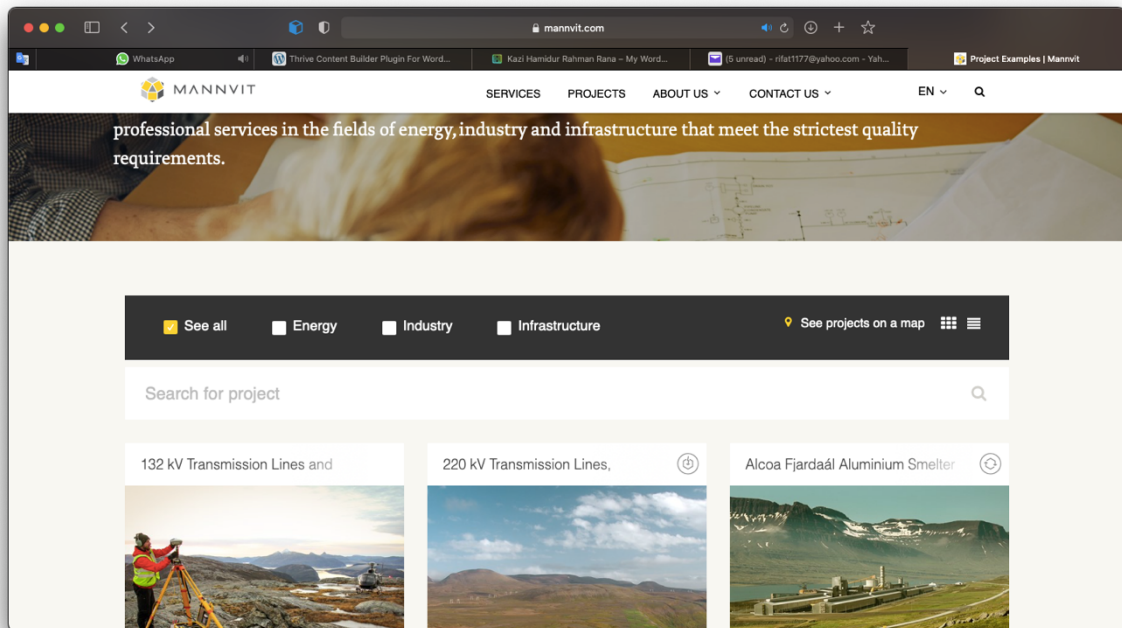 mannvit.com
WhatsApp
Thrive Content Builder Plugin For Word...
Kazi Hamidur Rahman Rana – My Word...
(5 unread) - rifat1177@yahoo.com - Yah...
Project Examples | Mannvit
MANNVIT
SERVICES PROJECTS ABOUT US CONTACT US EN
professional services in the fields of energy, industry and infrastructure that meet the strictest quality
requirements.
See all Energy Industry Infrastructure See projects on a map
Search for project
132 kV Transmission Lines and
220 kV Transmission Lines,
Alcoa Fjardaál Aluminium Smelter